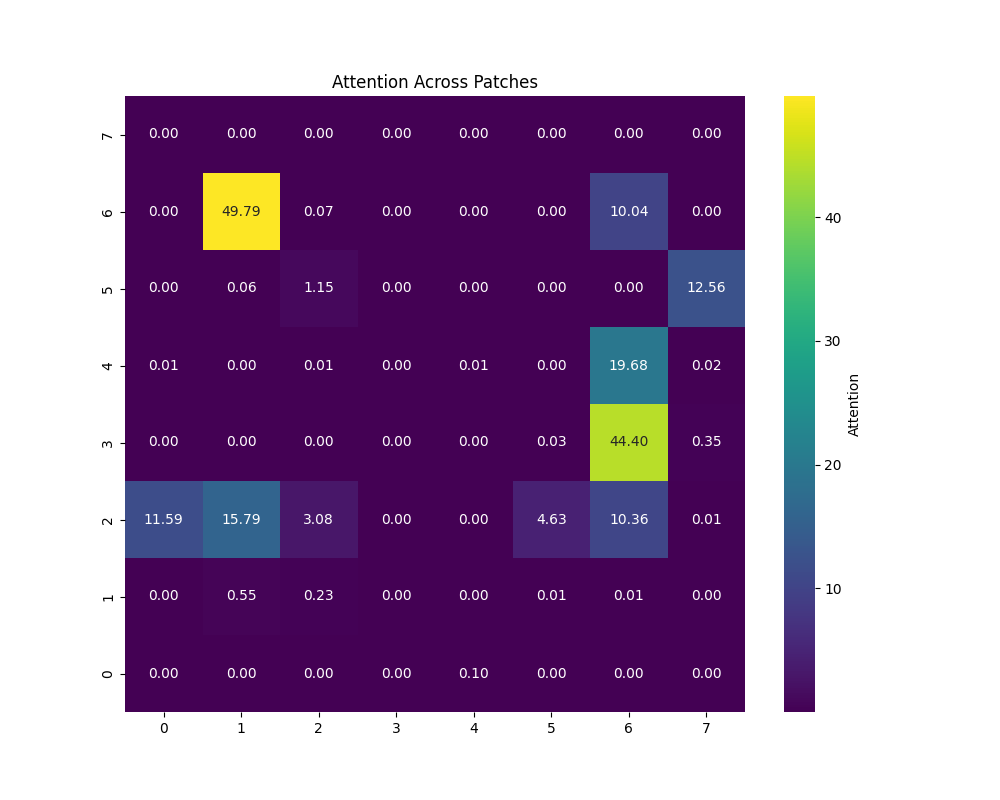 Attention Across Patches
7 0.00 0.00 0.00 0.00 0.00 0.00 0.00 0.00
6 0.00 49.79 0.07 0.00 0.00 0.00 10.04 0.00
40
5 0.00 0.06 1.15 0.00 0.00 0.00 0.00 12.56
30
4 0.01 0.00 0.01 0.00 0.01 0.00 19.68 0.02
Attention
3 0.00 0.00 0.00 0.00 0.00 0.03 44.40 0.35
20
2 11.59 15.79 3.08 0.00 0.00 4.63 10.36 0.01
10
1 0.00 0.55 0.23 0.00 0.00 0.01 0.01 0.00
0 0.00 0.00 0.00 0.00 0.10 0.00 0.00 0.00
0 1 2 3 4 5 6 7